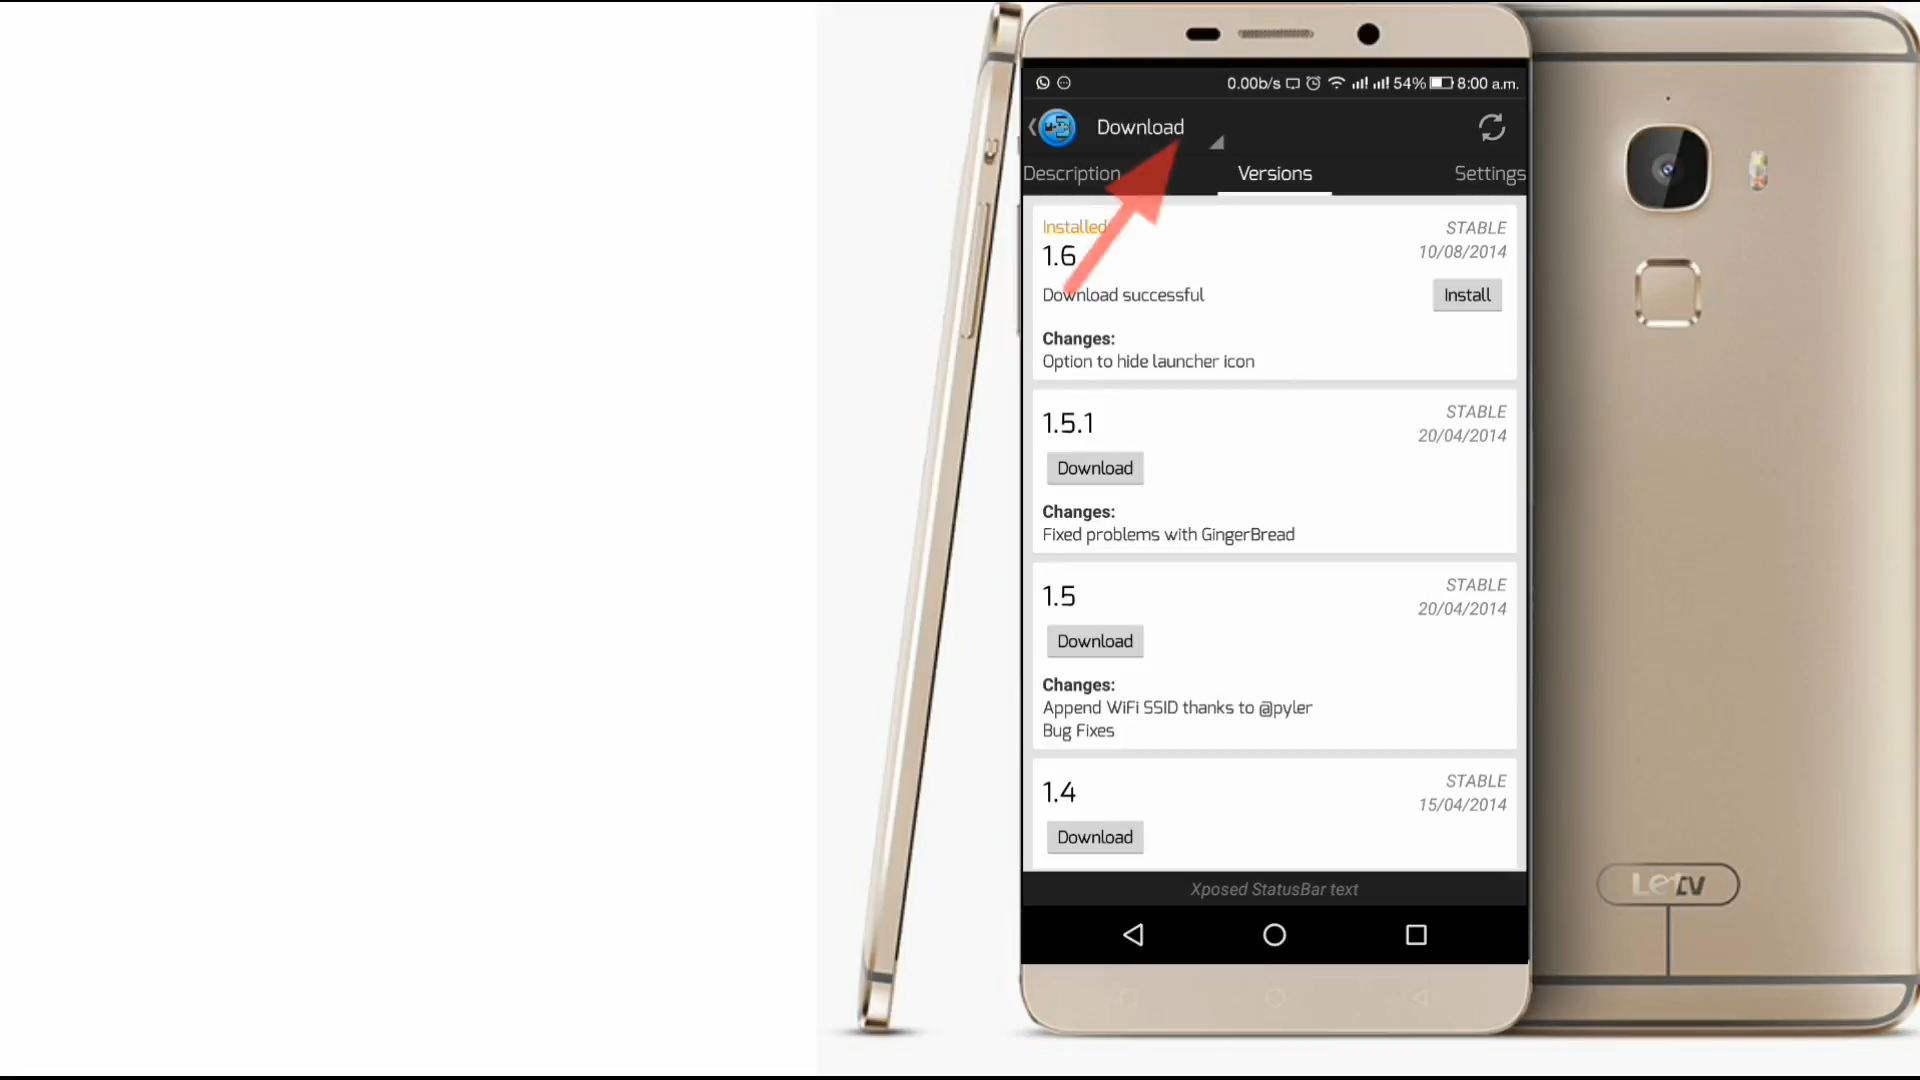 0.00b/s 54% 8:00 a.m.
Download
Description Versions Settings
Installed STABLE
1.6 10/08/2014
Download successful Install
Changes:
Option to hide launcher icon
1.5.1 STABLE
20/04/2014
Download
Changes:
Fixed problems with GingerBread
1.5 STABLE
20/04/2014
Download
Changes:
Append WiFi SSID thanks to @pyler
Bug Fixes
1.4 STABLE
15/04/2014
Download
Xposed StatusBar text
Letv